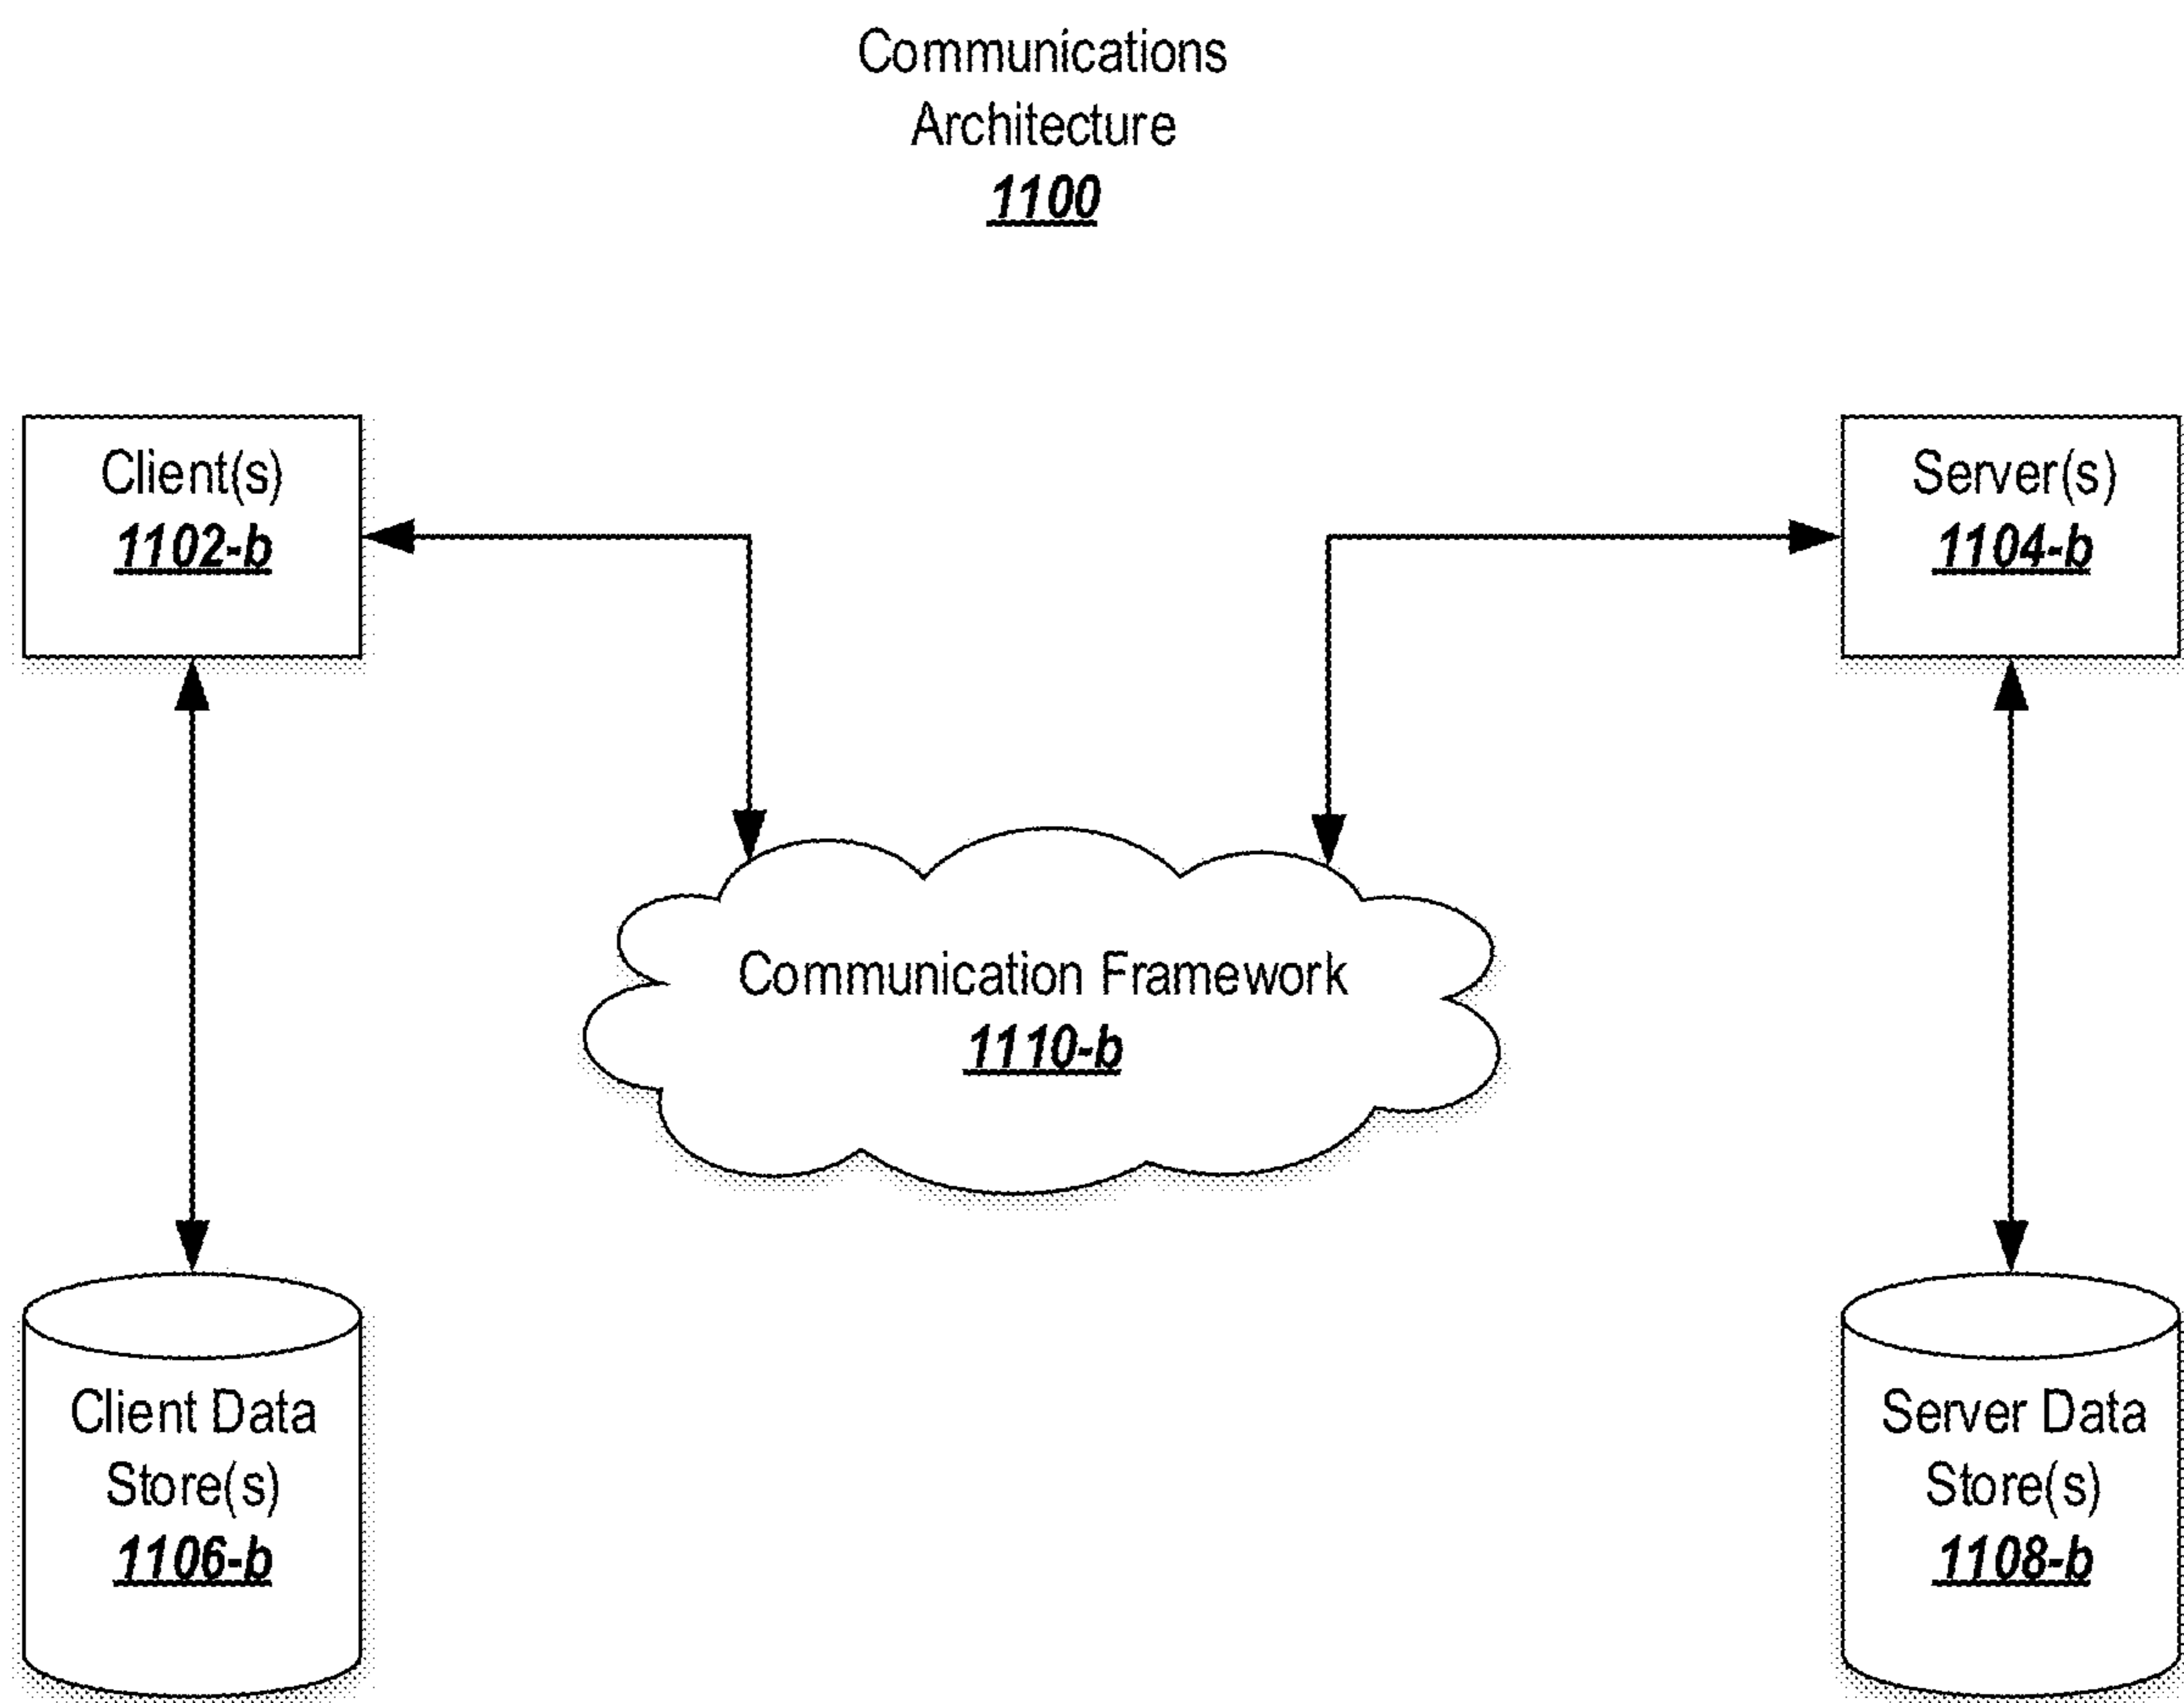 Communications
Architecture
1100
Client(s)
1102-b
Server(s)
1104-b
Communication Framework
1110-b
Client Data
Store(s)
1106-b
Server Data
Store(s)
1108-b